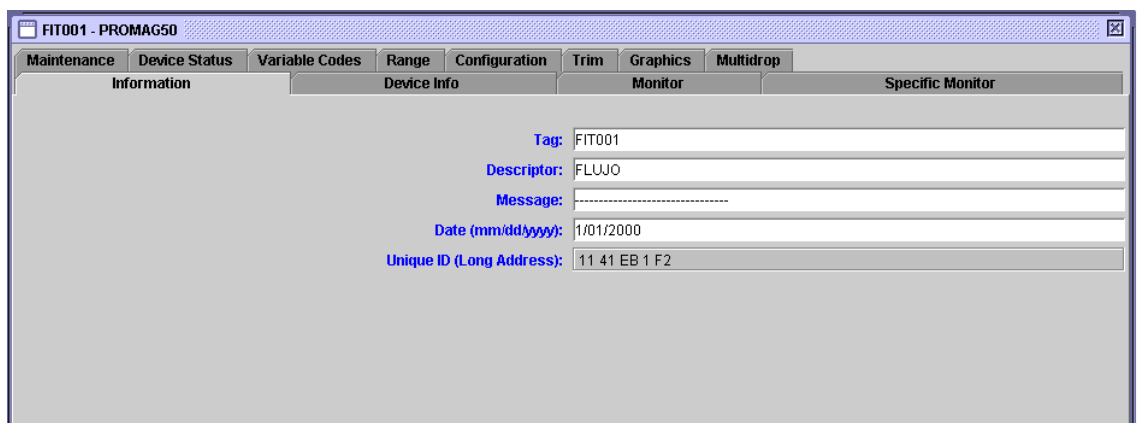 FIT001 - PROMAG50
Maintenance Device Status Variable Codes Range Configuration Trim Graphics Multidrop
Information Device Info Monitor Specific Monitor
Tag: FIT001
Descriptor: FLUJO
Message: --------------------------------
Date (mm/dd/yyyy): 1/01/2000
Unique ID (Long Address): 11 41 EB 1 F2